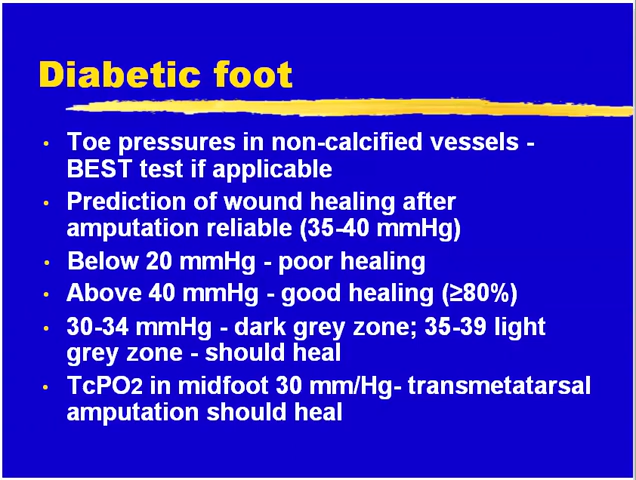 Diabetic foot
• Toe pressures in non-calcified vessels -
BEST test if applicable
• Prediction of wound healing after
amputation reliable (35-40 mmHg)
• Below 20 mmHg - poor healing
• Above 40 mmHg - good healing (≥80%)
• 30-34 mmHg - dark grey zone; 35-39 light
grey zone - should heal
• TcPO2 in midfoot 30 mm/Hg- transmetatarsal
amputation should heal